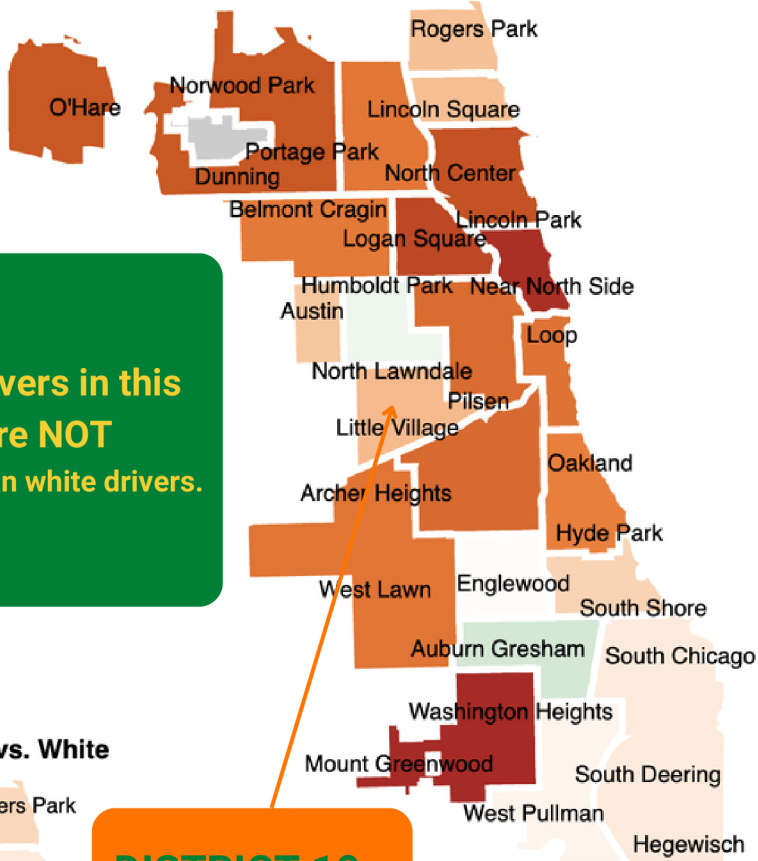 Rogers Park
O'Hare
Norwood Park
Lincoln Square
Portage Park
North Center
Dunning
Belmont Cragin
Lincoln Park
Logan Square
Humboldt Park
Near North Side
Austin
Loop
North Lawndale
Pilsen
Little Village
Oakland
Archer Heights
Hyde Park
West Lawn
Englewood
South Shore
Auburn Gresham
South Chicago
Washington Heights
Mount Greenwood
South Deering
West Pullman
Hegewisch
vers in this
re NOT
n white drivers.
vs. White
ers Park
DISTRICT 10